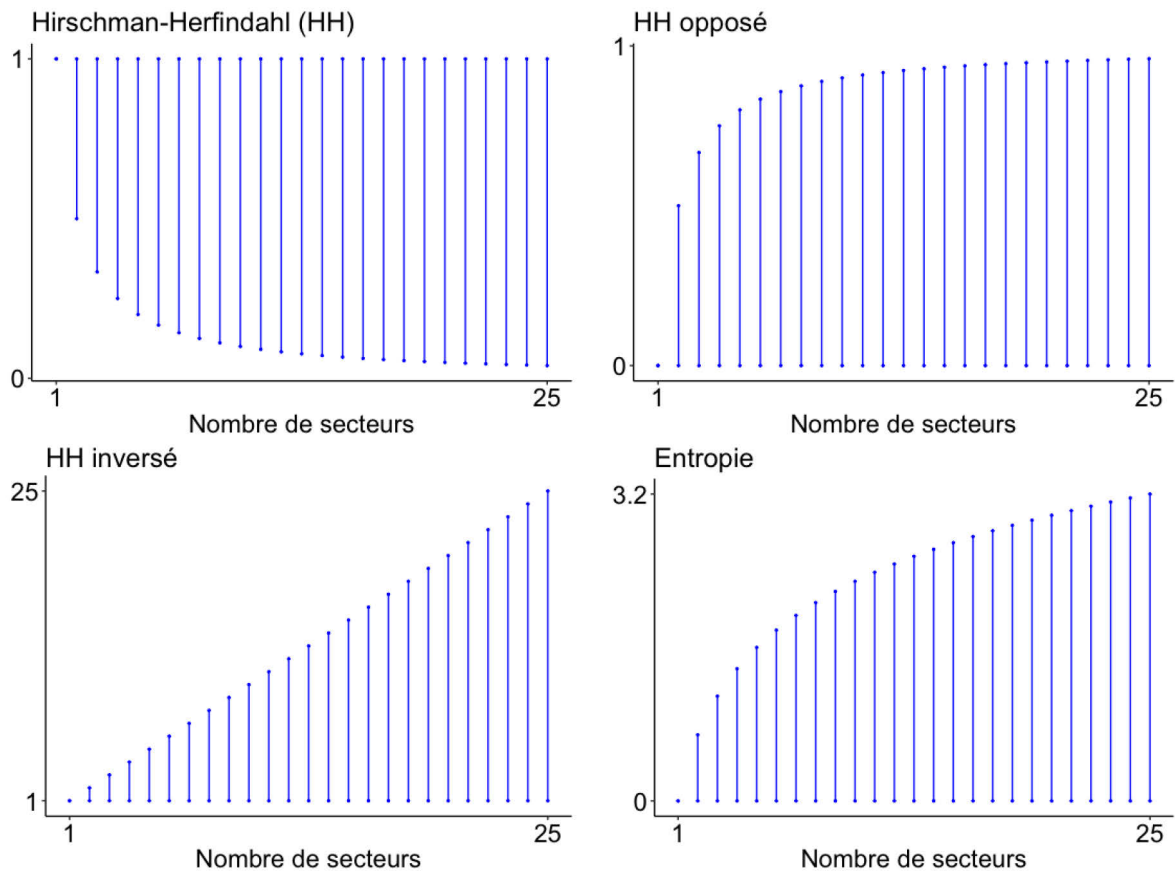 Hirschman-Herfindahl (HH)
1
0
1 25
Nombre de secteurs
HH opposé
1
0
1 25
Nombre de secteurs
HH inversé
25
1
1 25
Nombre de secteurs
Entropie
3.2
0
1 25
Nombre de secteurs